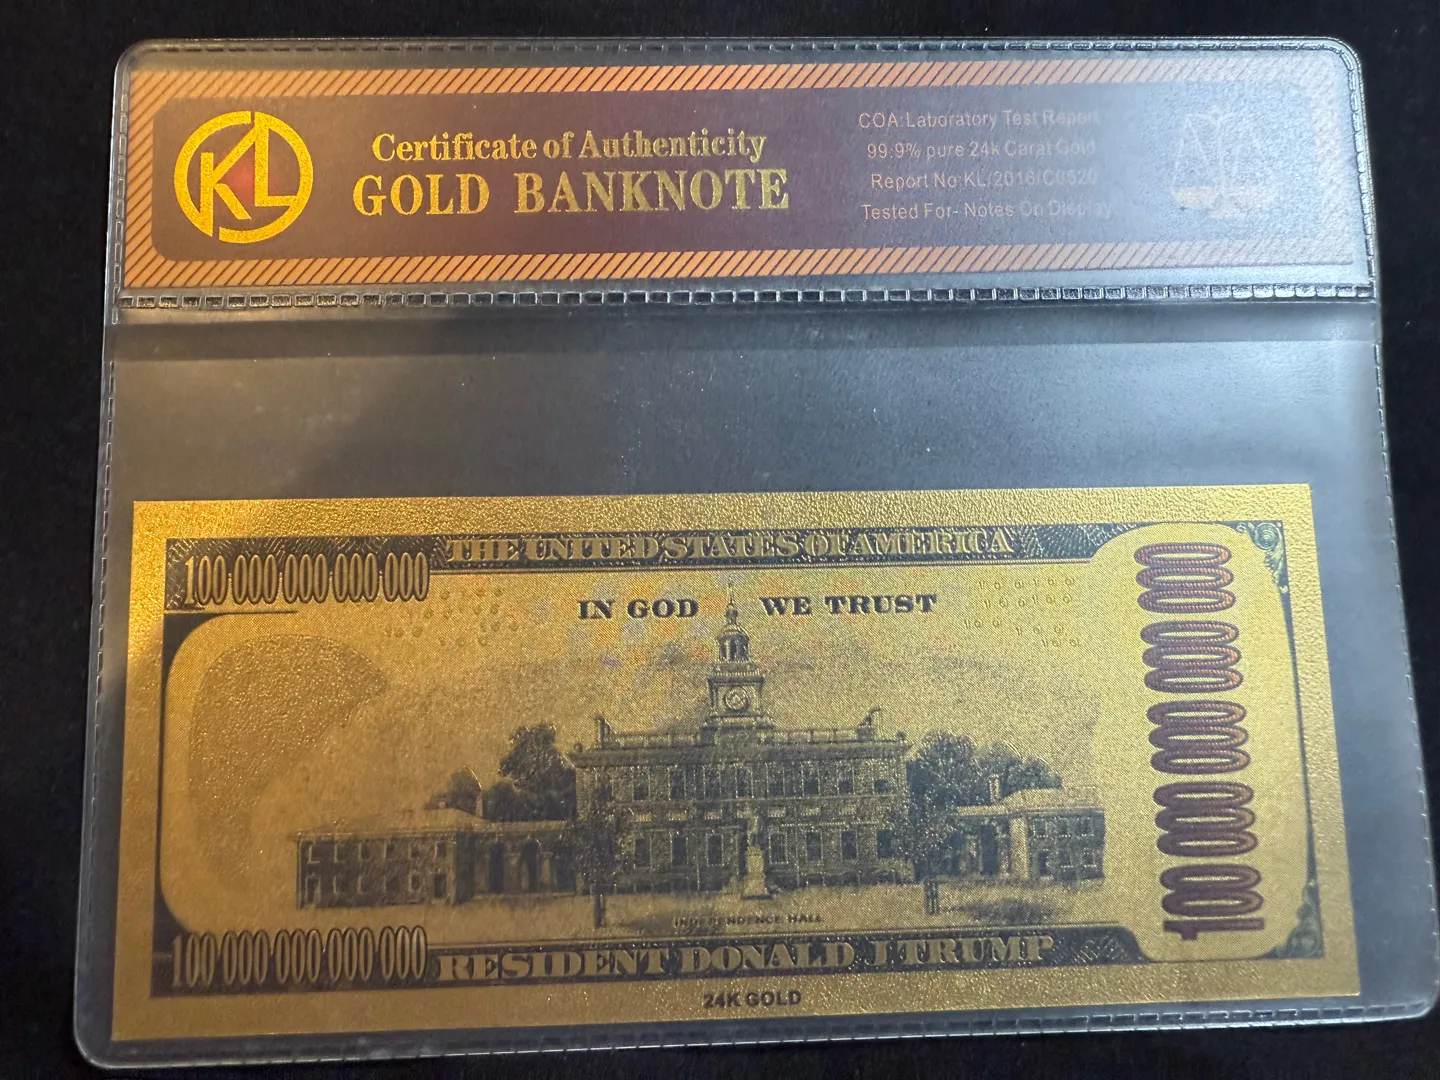 KL
Certificate of Authenticity
GOLD BANKNOTE
COA:Laboratory Test Report
99.9% pure 24k Carat Gold
Report No:KL/2016/C0520
Tested For- Notes On Display
100 000 000 000 000
THE UNITED STATES OF AMERICA
IN GOD WE TRUST
100 000 000 000 000
INDEPENDENCE HALL
100 000 000 000 000
RESIDENT DONALD J TRUMP
24K GOLD